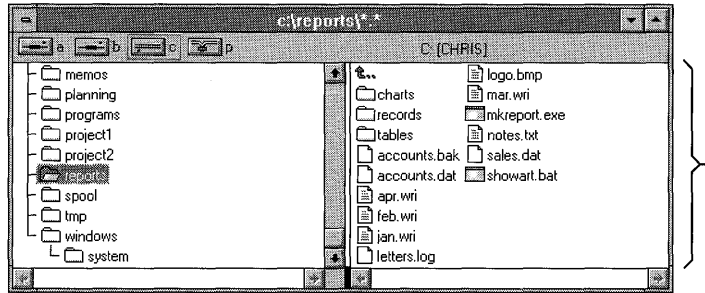 c:\reports\*.*
a b c p C: [CHRIS]
memos
planning
programs
project1
project2
reports
spool
tmp
windows
system
..
charts
records
tables
accounts.bak
accounts.dat
apr.wri
feb.wri
jan.wri
letters.log
logo.bmp
mar.wri
mkreport.exe
notes.txt
sales.dat
showart.bat